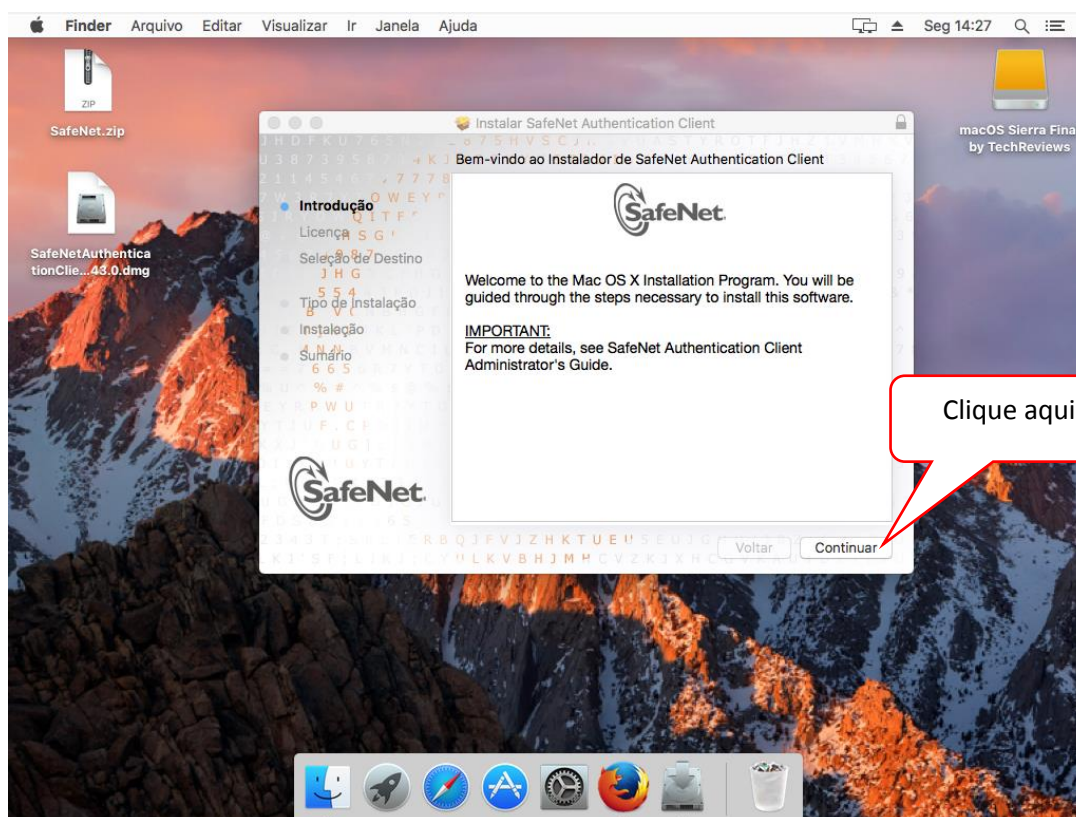 Finder Arquivo Editar Visualizar Ir Janela Ajuda Seg 14:27
ZIP
SafeNet.zip
macOS Sierra Fina
by TechReviews
SafeNetAuthentica
tionClie...43.0.dmg
Instalar SafeNet Authentication Client
Bem-vindo ao Instalador de SafeNet Authentication Client
Introdução
Licença
Seleção de Destino
Tipo de Instalação
Instalação
Sumário
SafeNet.
Welcome to the Mac OS X Installation Program. You will be
guided through the steps necessary to install this software.
IMPORTANT:
For more details, see SafeNet Authentication Client
Administrator's Guide.
Clique aqui
SafeNet.
Voltar
Continuar